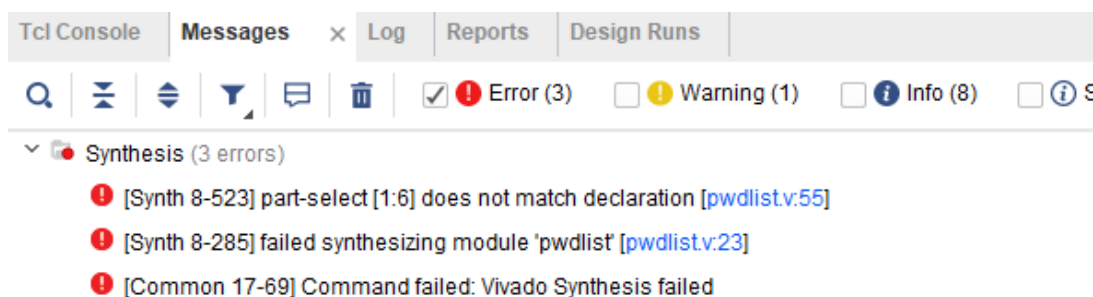 Tcl Console Messages × Log Reports Design Runs
Error (3) Warning (1) Info (8) S
Synthesis (3 errors)
[Synth 8-523] part-select [1:6] does not match declaration [pwdlist.v:55]
[Synth 8-285] failed synthesizing module 'pwdlist' [pwdlist.v:23]
[Common 17-69] Command failed: Vivado Synthesis failed